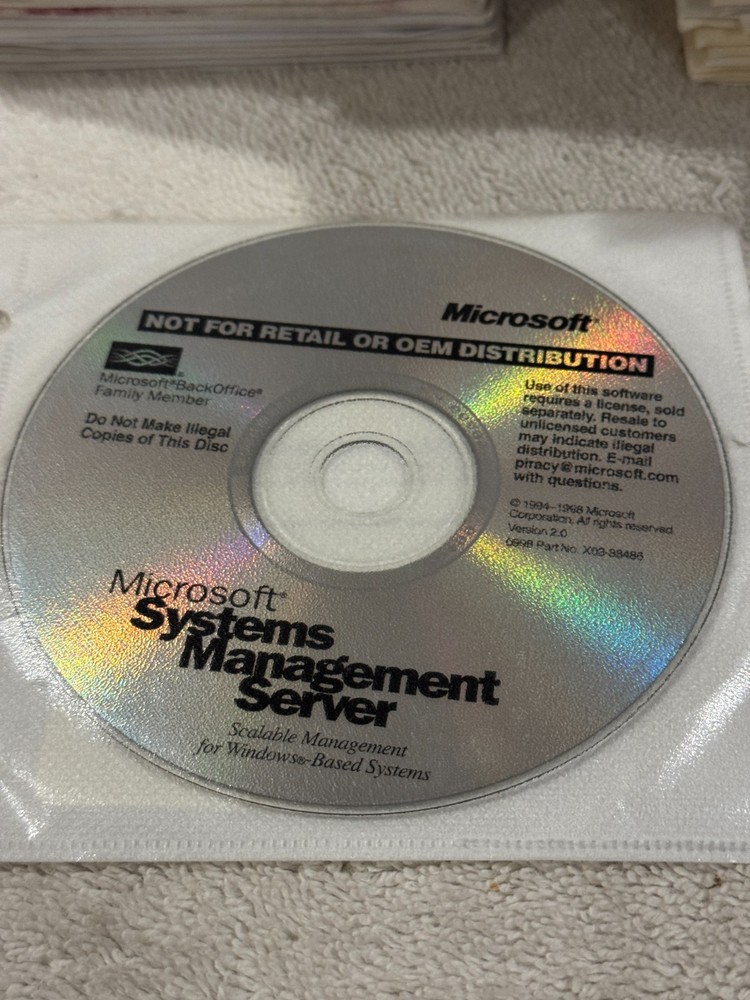 Microsoft®
NOT FOR RETAIL OR OEM DISTRIBUTION
Microsoft® BackOffice®
Family Member
Do Not Make Illegal
Copies of This Disc
Use of this software
requires a license, sold
separately. Resale to
unlicensed customers
may indicate illegal
distribution. E-mail
piracy@microsoft.com
with questions.
© 1994–1998 Microsoft
Corporation. All rights reserved.
Version 2.0
0998 Part No. X03-88486
Microsoft®
Systems
Management
Server
Scalable Management
for Windows®-Based Systems